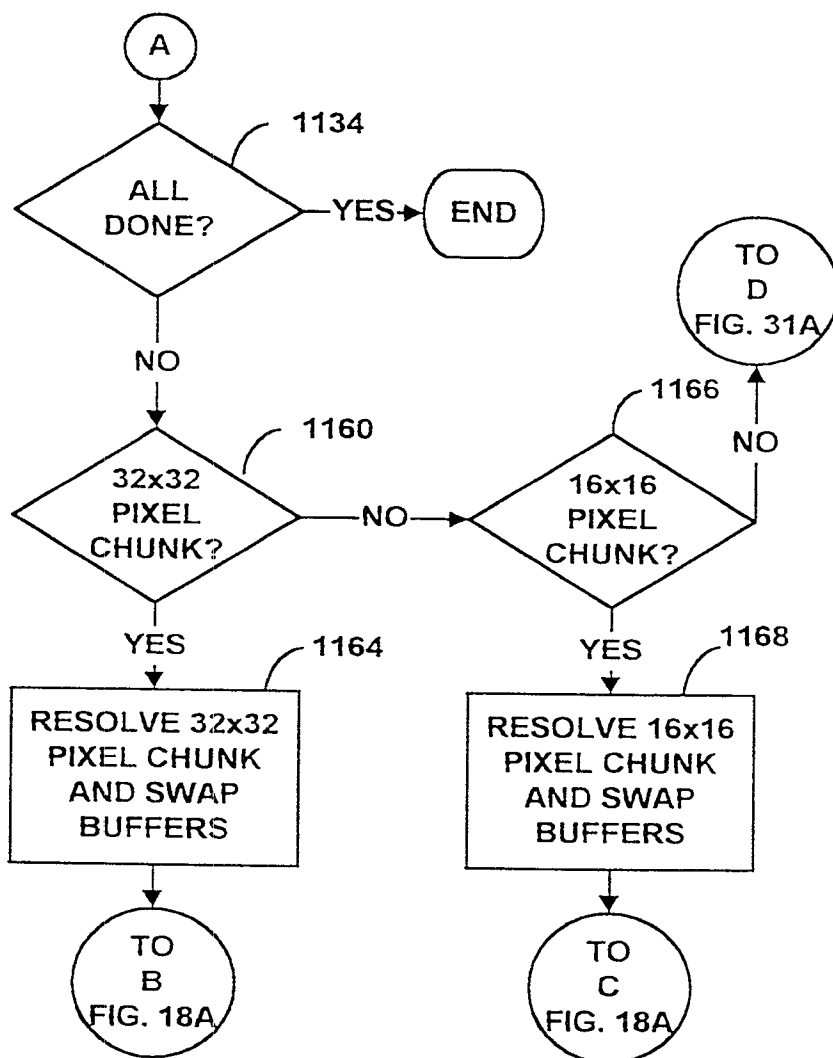 A
1134
ALL
DONE?
YES
END
TO
D
FIG. 31A
NO
1160
32x32
PIXEL
CHUNK?
NO
1166
16x16
PIXEL
CHUNK?
NO
YES
1164
RESOLVE 32x32
PIXEL CHUNK
AND SWAP
BUFFERS
YES
1168
RESOLVE 16x16
PIXEL CHUNK
AND SWAP
BUFFERS
TO
B
FIG. 18A
TO
C
FIG. 18A